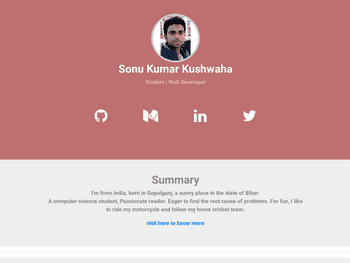 Sonu Kumar Kushwaha
Student | Web Developer
Summary
I'm from India, born in Gopalganj, a sunny place in the state of Bihar.
A computer science student, Passionate reader. Eager to find the root cause of problems. For fun, I like
to ride my motorcycle and follow my home cricket team.
visit here to know more